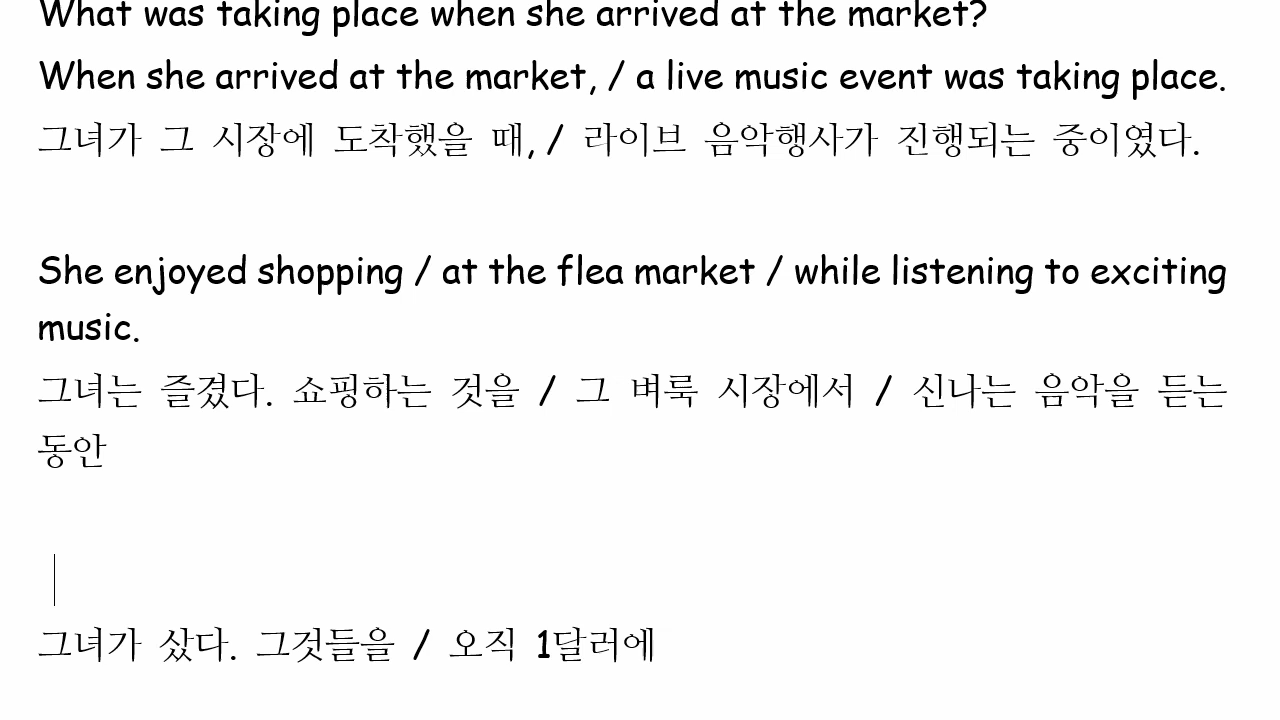 What was taking place when she arrived at the market?
When she arrived at the market, / a live music event was taking place.
그녀가 그 시장에 도착했을 때, / 라이브 음악행사가 진행되는 중이였다.
She enjoyed shopping / at the flea market / while listening to exciting
music.
그녀는 즐겼다. 쇼핑하는 것을 / 그 벼룩 시장에서 / 신나는 음악을 듣는
동안
그녀가 샀다. 그것들을 / 오직 1달러에